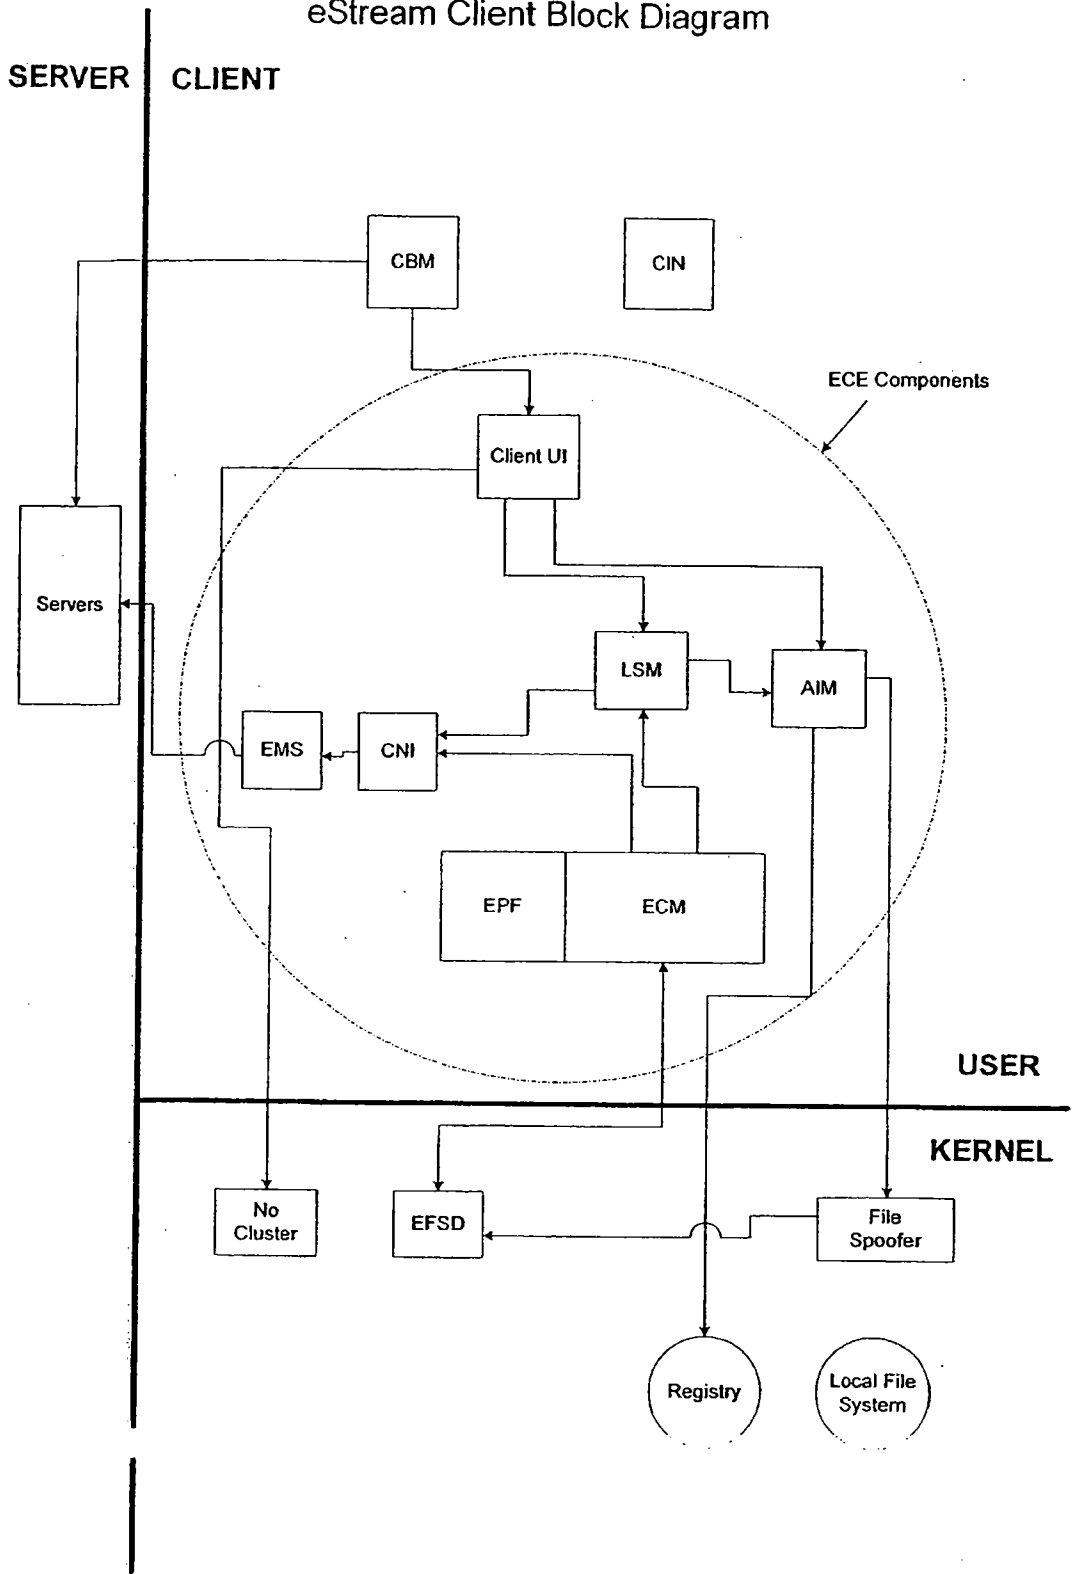 eStream Client Block Diagram
SERVER
CLIENT
CBM
CIN
ECE Components
Client UI
Servers
LSM
AIM
EMS
CNI
EPF
ECM
USER
KERNEL
No
Cluster
EFSD
File
Spoofer
Registry
Local File
System